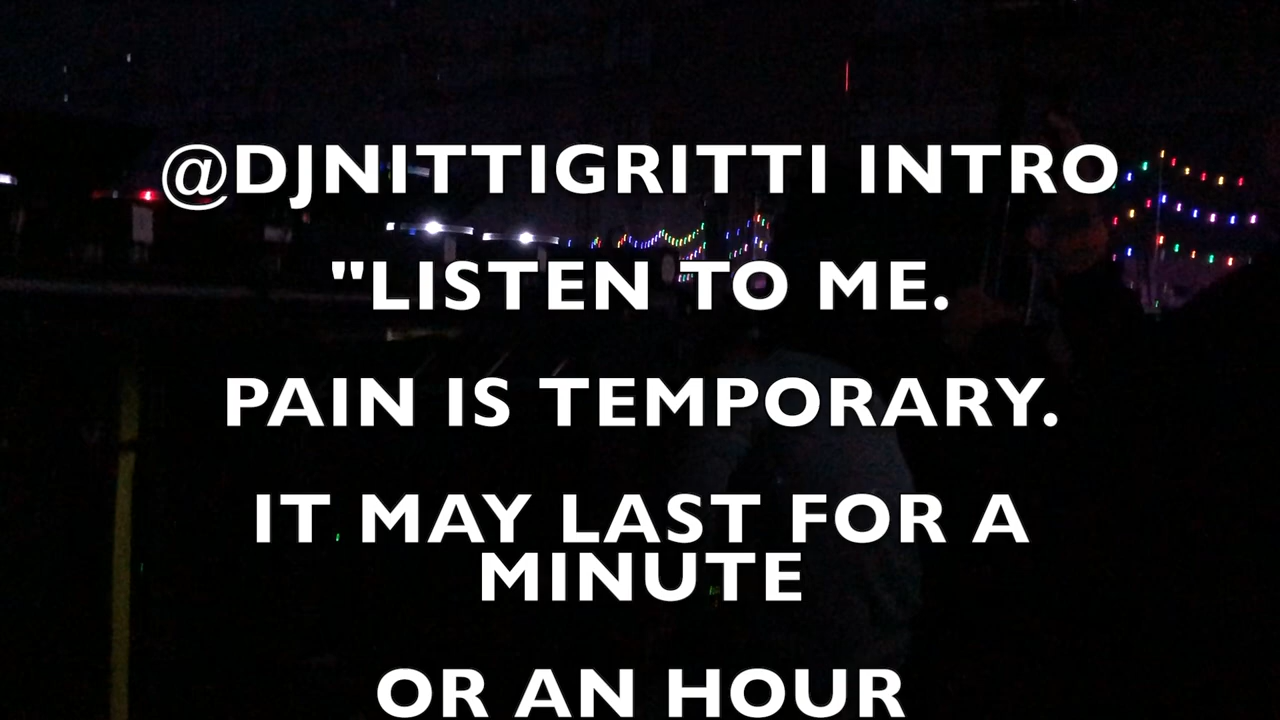 @DJNITTIGRITTI INTRO
"LISTEN TO ME.
PAIN IS TEMPORARY.
IT MAY LAST FOR A
MINUTE
OR AN HOUR